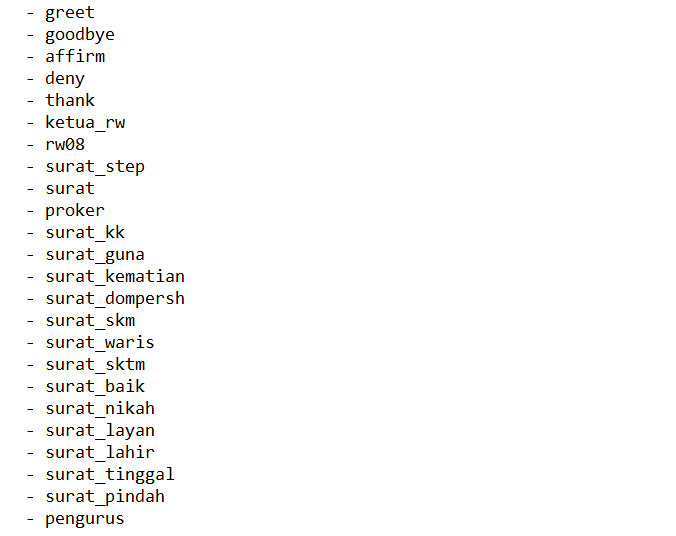 - greet
- goodbye
- affirm
- deny
- thank
- ketua_rw
- rw08
- surat_step
- surat
- proker
- surat_kk
- surat_guna
- surat_kematian
- surat_dompersh
- surat_skm
- surat_waris
- surat_sktm
- surat_baik
- surat_nikah
- surat_layan
- surat_lahir
- surat_tinggal
- surat_pindah
- pengurus